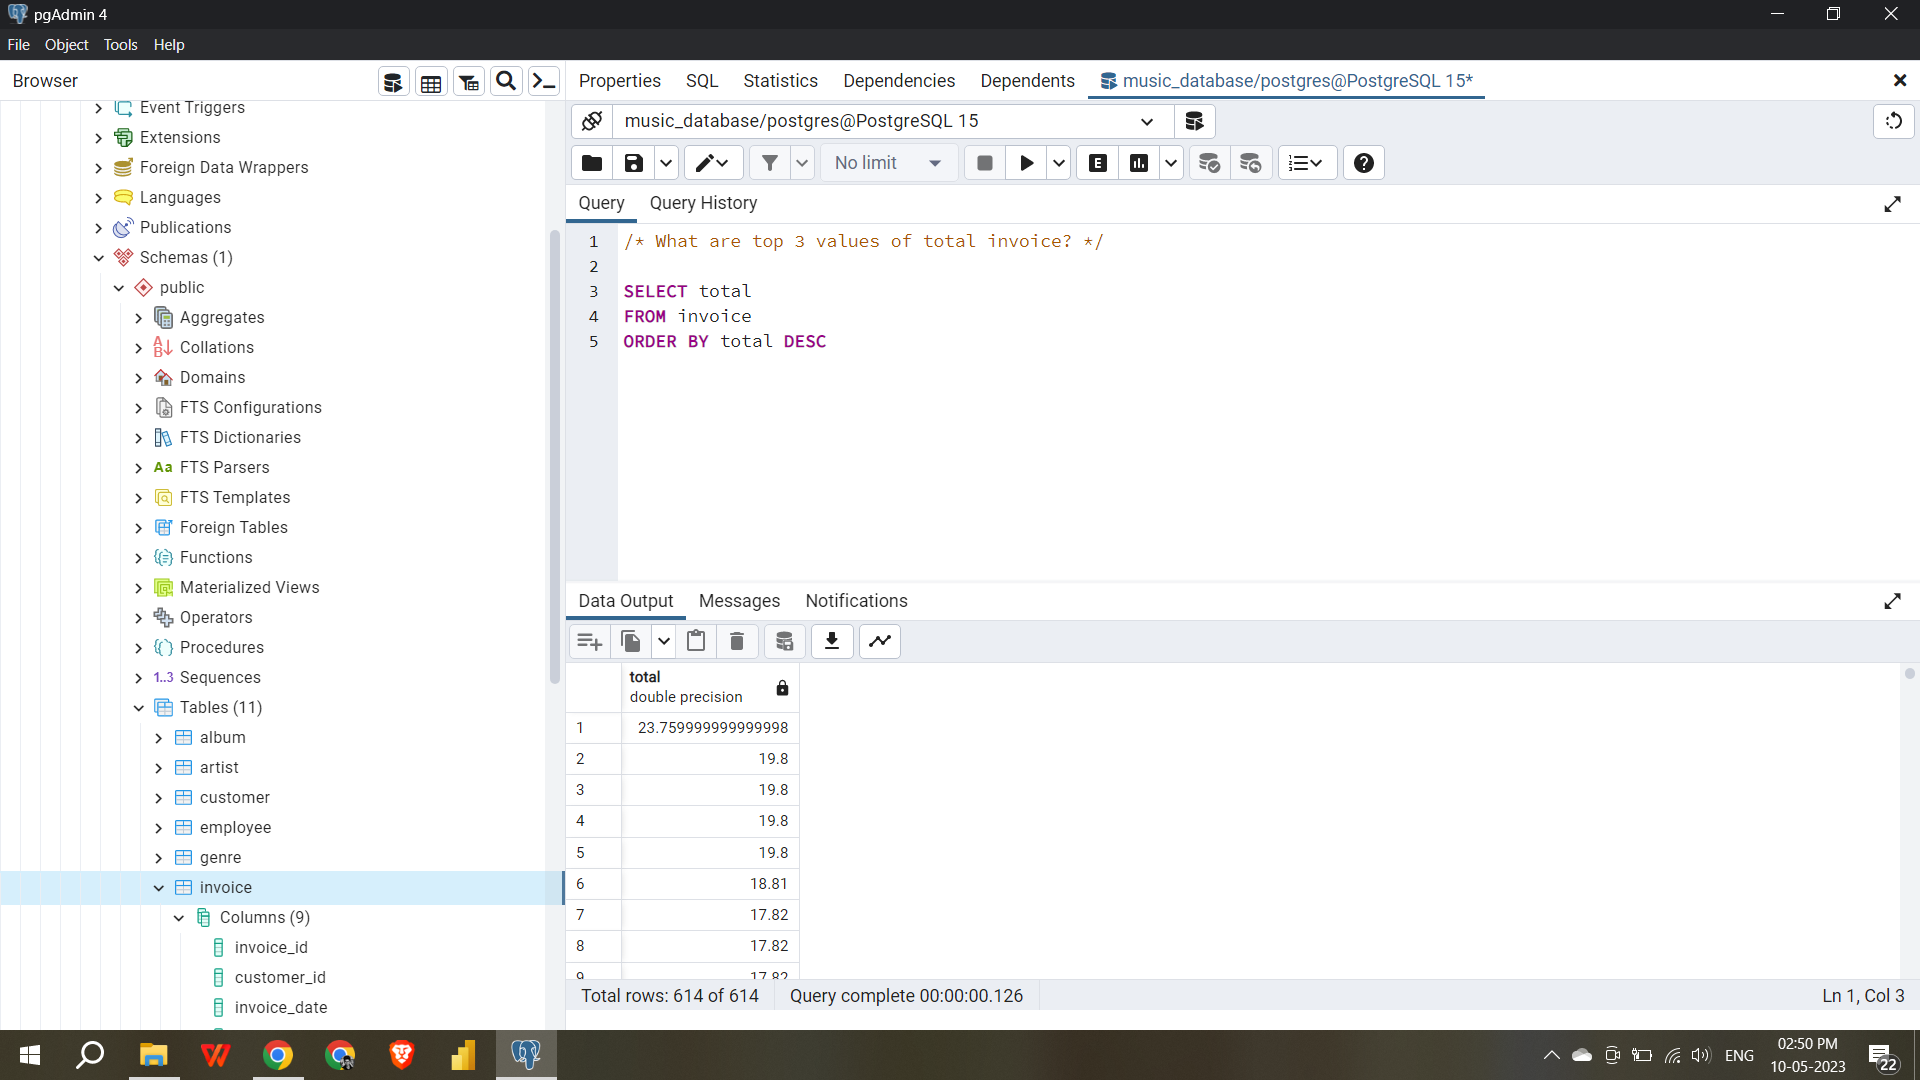 pgAdmin 4
File Object Tools Help
Browser
Properties SQL Statistics Dependencies Dependents music_database/postgres@PostgreSQL 15*
Event Triggers
Extensions
Foreign Data Wrappers
Languages
Publications
Schemas (1)
public
Aggregates
Collations
Domains
FTS Configurations
FTS Dictionaries
Aa FTS Parsers
FTS Templates
Foreign Tables
Functions
Materialized Views
Operators
Procedures
1..3 Sequences
Tables (11)
album
artist
customer
employee
genre
invoice
Columns (9)
invoice_id
customer_id
invoice_date
music_database/postgres@PostgreSQL 15
No limit
E
Query Query History
1 /* What are top 3 values of total invoice? */
2
3 SELECT total
4 FROM invoice
5 ORDER BY total DESC
Data Output Messages Notifications
total
double precision
1 23.759999999999998
2 19.8
3 19.8
4 19.8
5 19.8
6 18.81
7 17.82
8 17.82
9 17.82
Total rows: 614 of 614 Query complete 00:00:00.126 Ln 1, Col 3
ENG
02:50 PM
10-05-2023
22